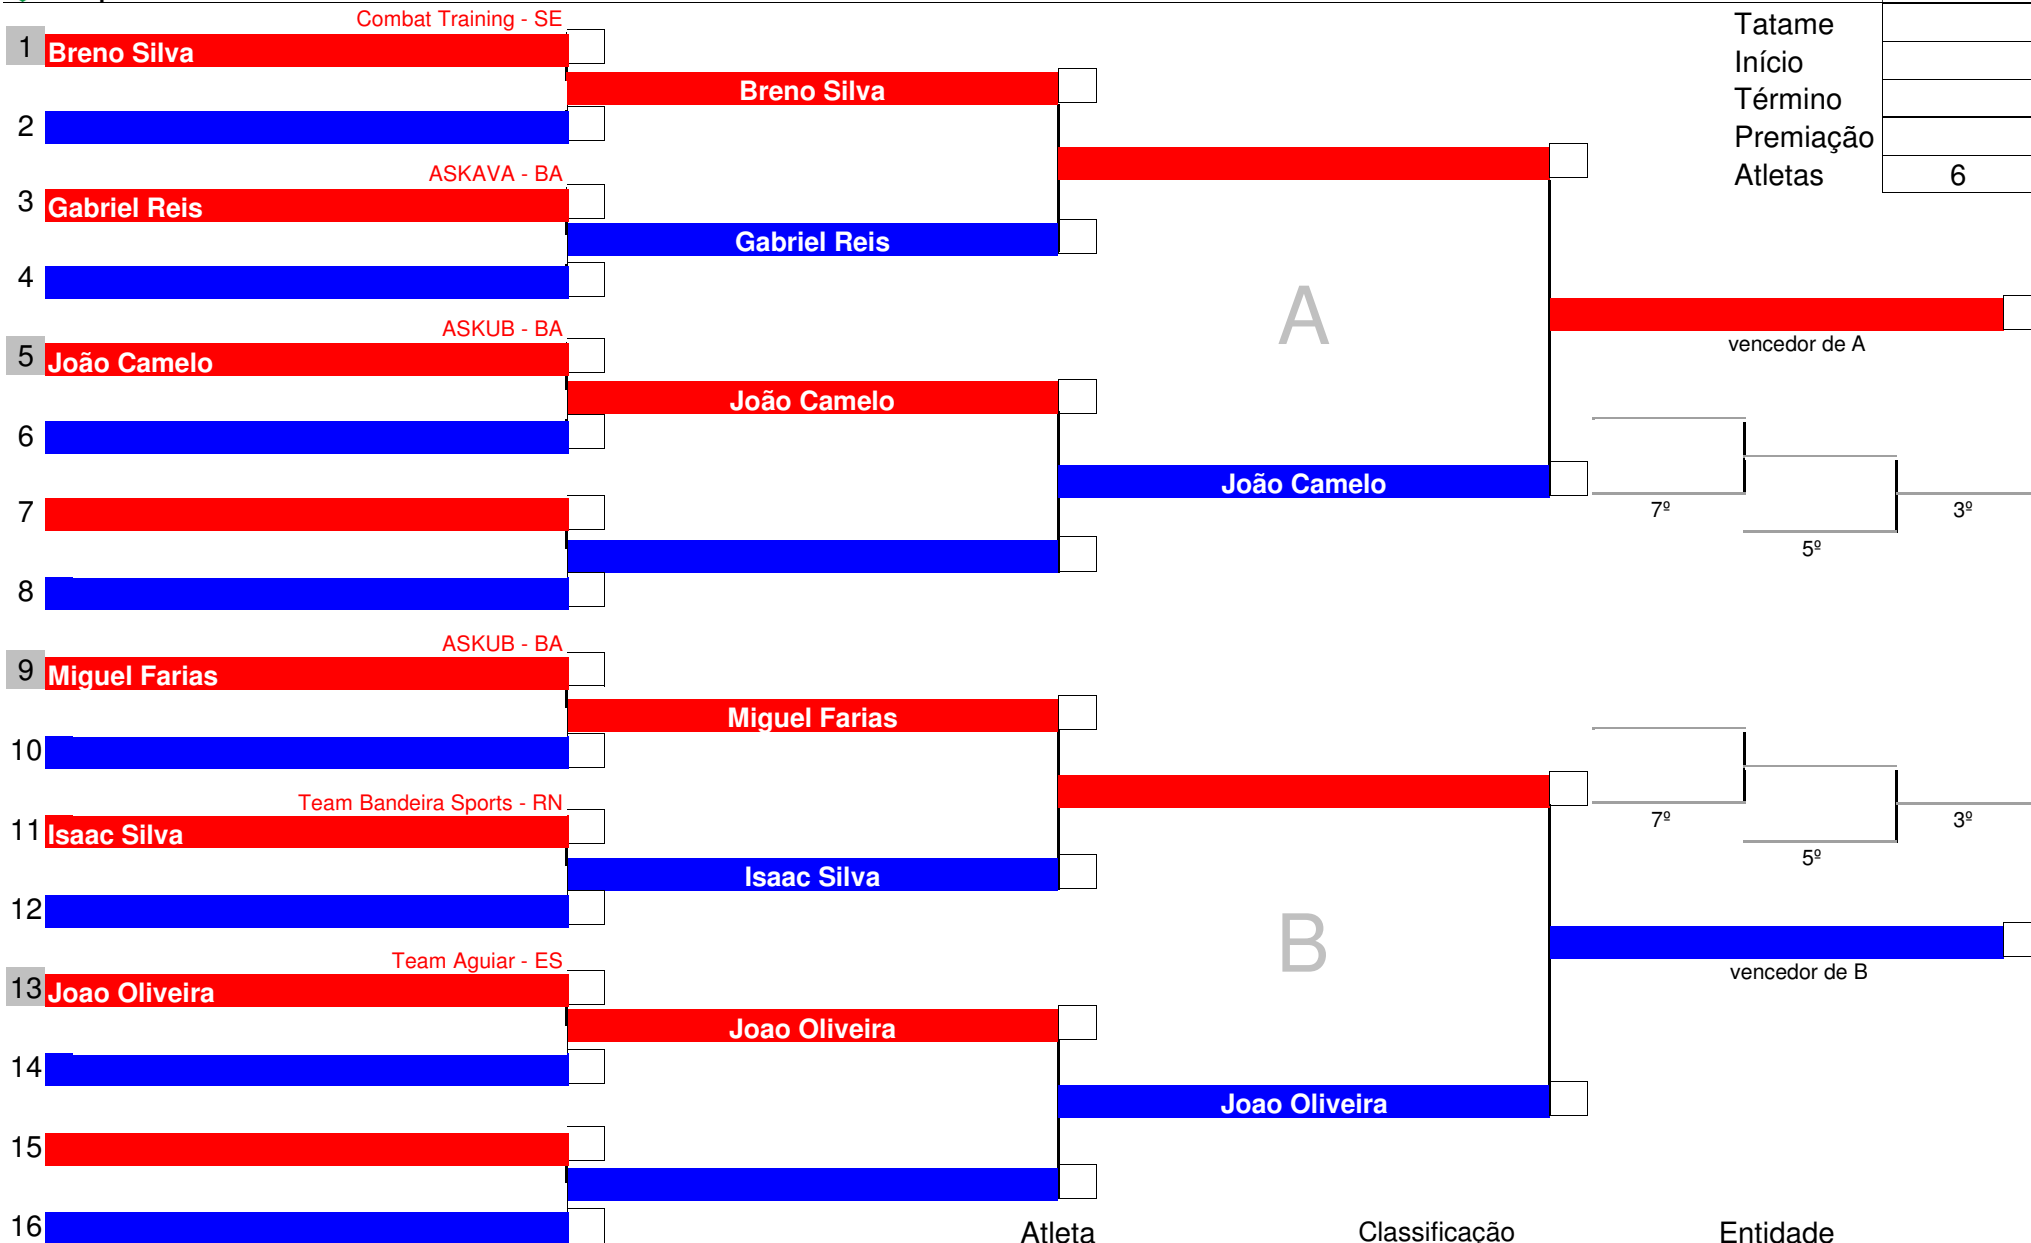 Combat Training - SE
Tatame
1 Breno Silva
Início
Breno Silva
Término
2
Premiação
ASKAVA - BA
Atletas 6
3 Gabriel Reis
Gabriel Reis
4
A
ASKUB - BA
vencedor de A
5 João Camelo
João Camelo
6
João Camelo
7
7º 3º
5º
8
ASKUB - BA
9 Miguel Farias
Miguel Farias
10
Team Bandeira Sports - RN
7º 3º
11 Isaac Silva
5º
Isaac Silva
12
B
Team Aguiar - ES
vencedor de B
13 Joao Oliveira
Joao Oliveira
14
Joao Oliveira
15
16
Atleta Classificação Entidade